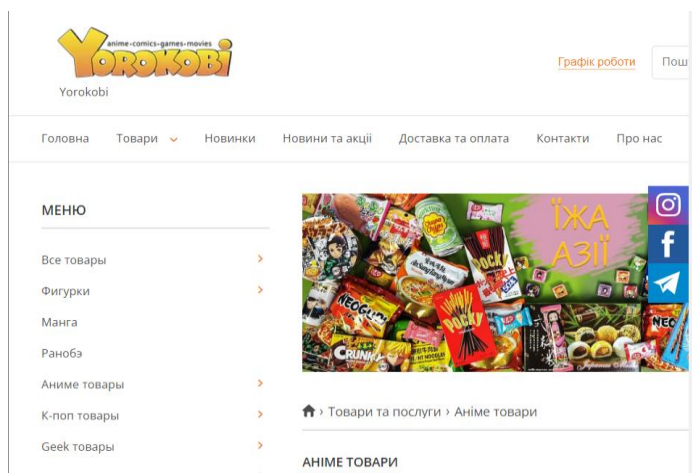 anime-comics-games-movies
YOROKOBI
Yorokobi
Графік роботи
Пош
Головна Товари Новинки Новини та акції Доставка та оплата Контакти Про нас
МЕНЮ
Все товары
Фигурки
Манга
Ранобэ
Аниме товары
К-поп товары
Geek товары
ЇЖА
АЗІЇ
POCKY
POCKY
NEOGURI
CRUNKY
NEO
› Товари та послуги › Аніме товари
АНІМЕ ТОВАРИ